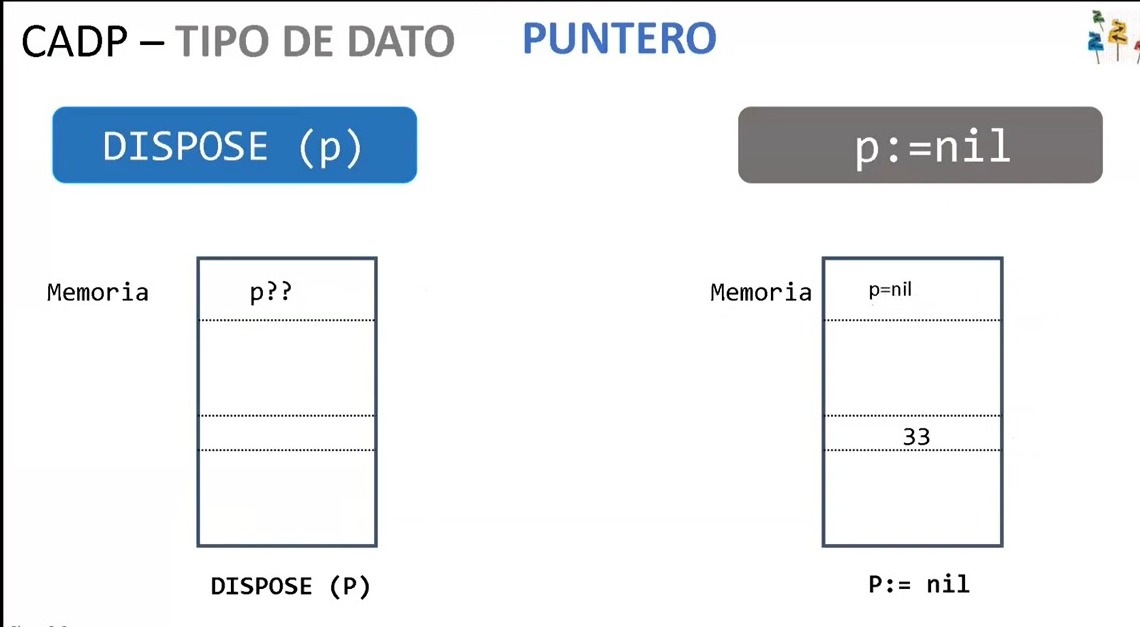 CADP – TIPO DE DATO PUNTERO
DISPOSE (p)
p:=nil
Memoria
p??
Memoria
p=nil
33
DISPOSE (P)
P:= nil